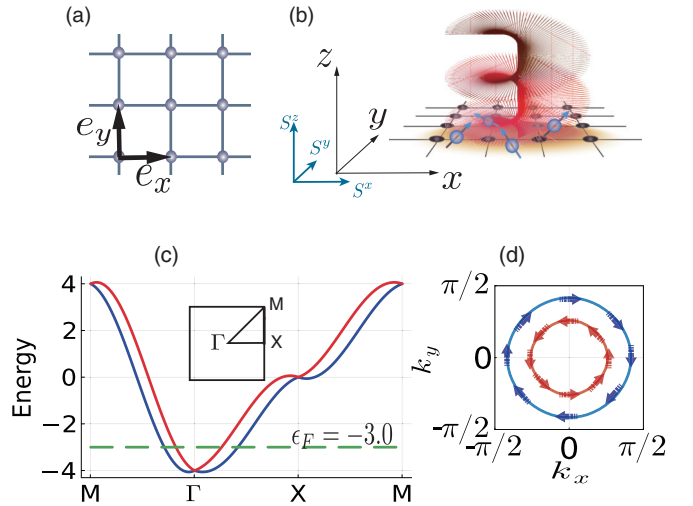 (a)
e_y
e_x
(b)
z
y
x
S^z
S^y
S^x
(c)
Energy
4
2
0
−2
−4
M
Γ
X
M
M
Γ
X
ϵ_F = −3.0
(d)
π/2
k_y
0
-π/2
-π/2
0
π/2
k_x